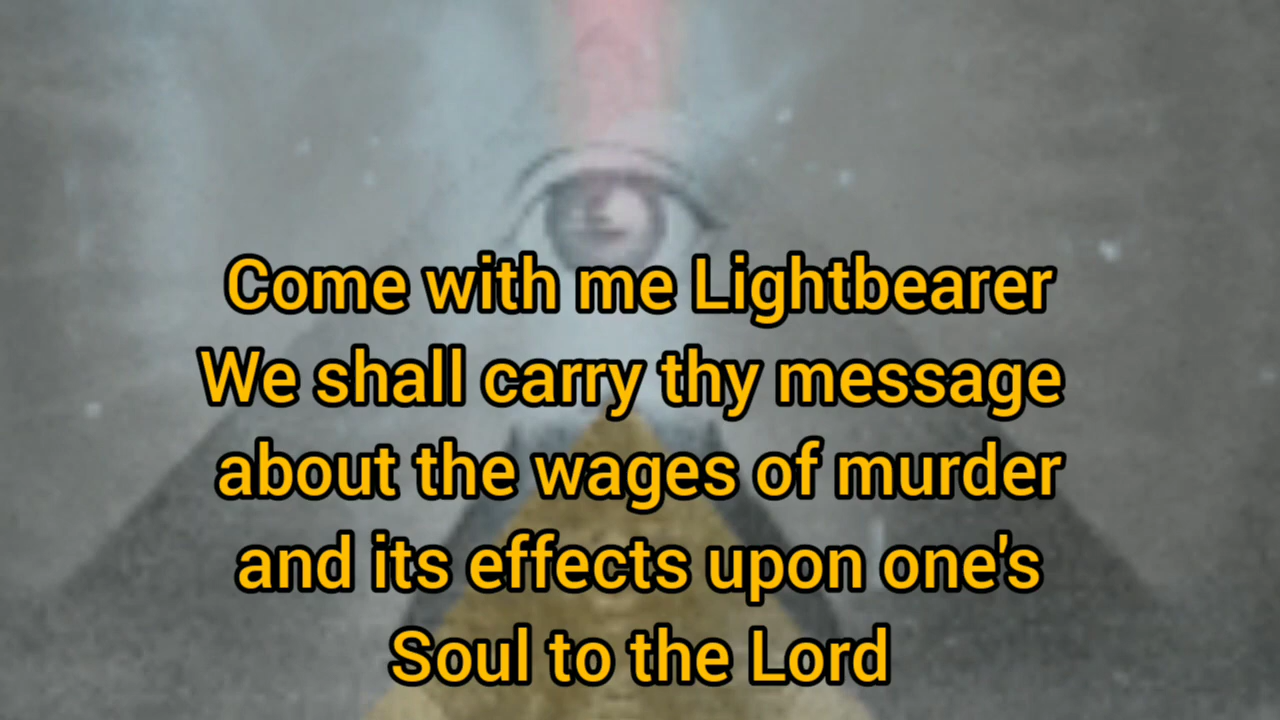 Come with me Lightbearer
We shall carry thy message
about the wages of murder
and its effects upon one's
Soul to the Lord